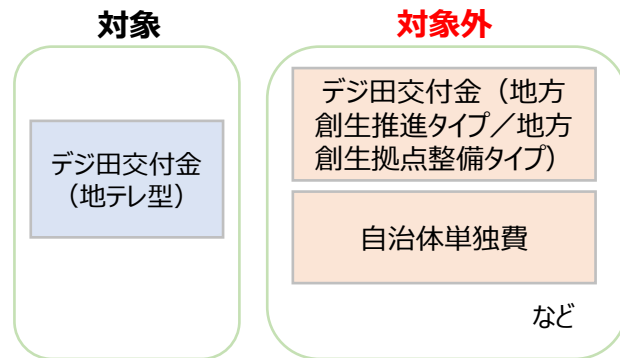 対象
デジ田交付金
（地テレ型）
対象外
デジ田交付金（地方
創生推進タイプ／地方
創生拠点整備タイプ）
自治体単独費
など